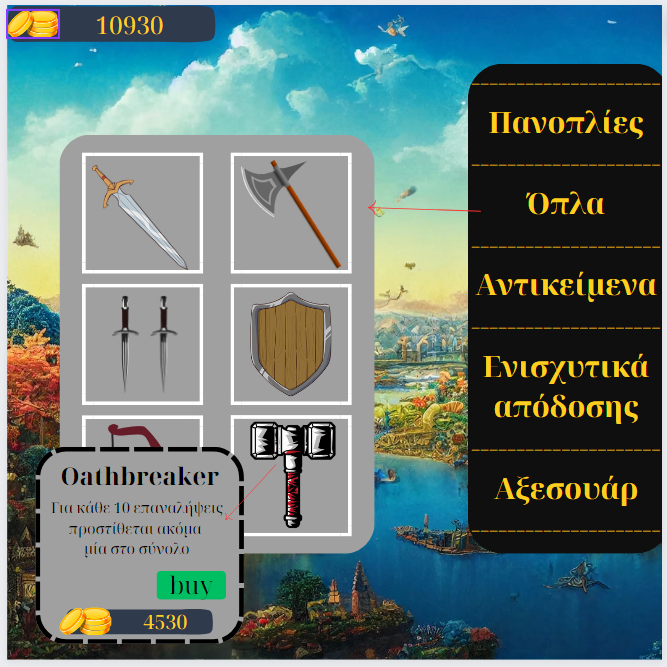 10930
Πανοπλίες
Όπλα
Αντικείμενα
Ενισχυτικά
απόδοσης
Αξεσουάρ
Oathbreaker
Για κάθε 10 επαναλήψεις
προστίθεται ακόμα
μία στο σύνολο
buy
4530